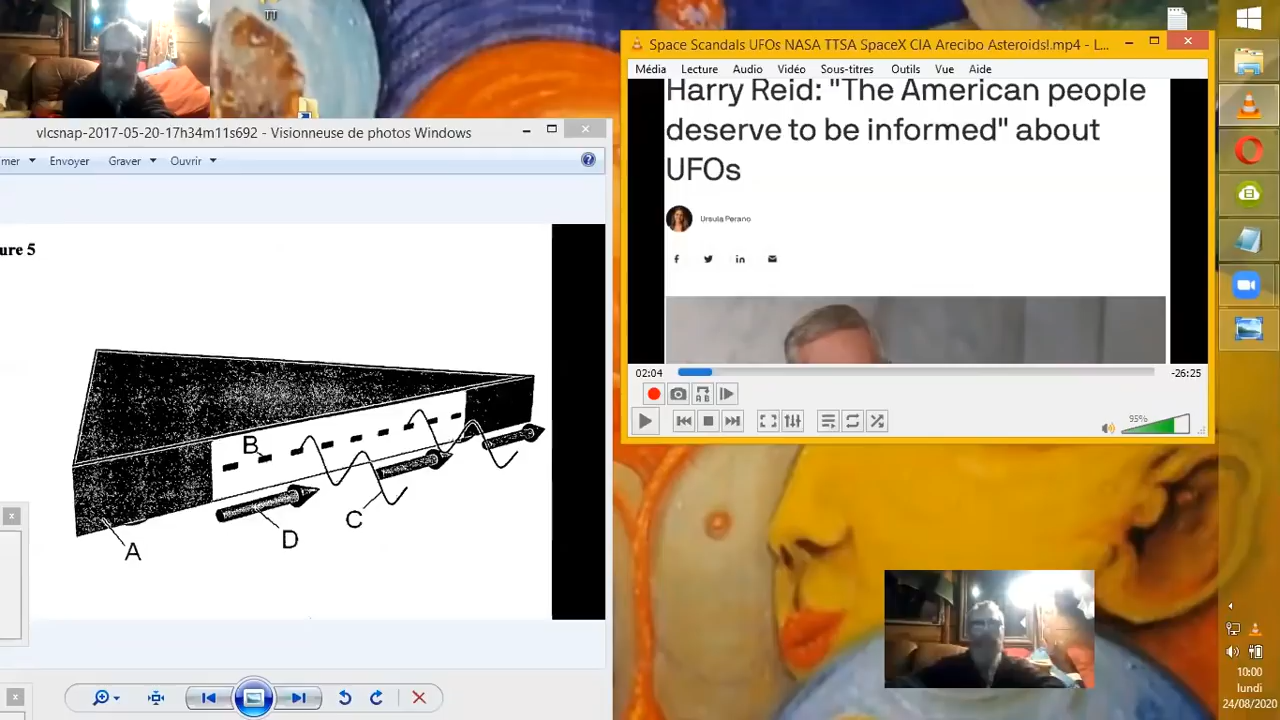 TT
vlcsnap-2017-05-20-17h34m11s692 - Visionneuse de photos Windows
mer
Envoyer
Graver
Ouvrir
ure 5
B
A
D
C
Space Scandals UFOs NASA TTSA SpaceX CIA Arecibo Asteroids!.mp4 - L...
Média
Lecture
Audio
Vidéo
Sous-titres
Outils
Vue
Aide
Harry Reid: "The American people
deserve to be informed" about
UFOs
Ursula Perano
f
in
02:04
-26:25
A B
95%
10:00
lundi
24/08/2020